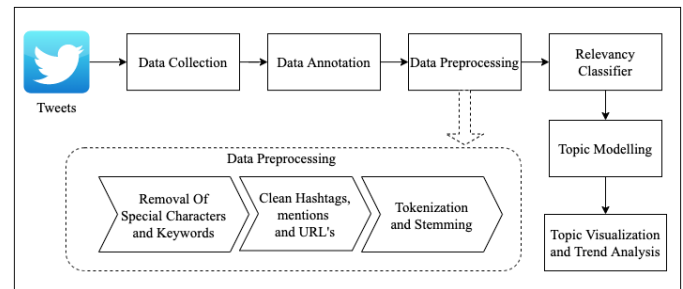 Tweets
Data Collection
Data Annotation
Data Preprocessing
Relevancy
Classifier
Topic Modelling
Topic Visualization
and Trend Analysis
Data Preprocessing
Removal Of
Special Characters
and Keywords
Clean Hashtags,
mentions
and URL's
Tokenization
and Stemming